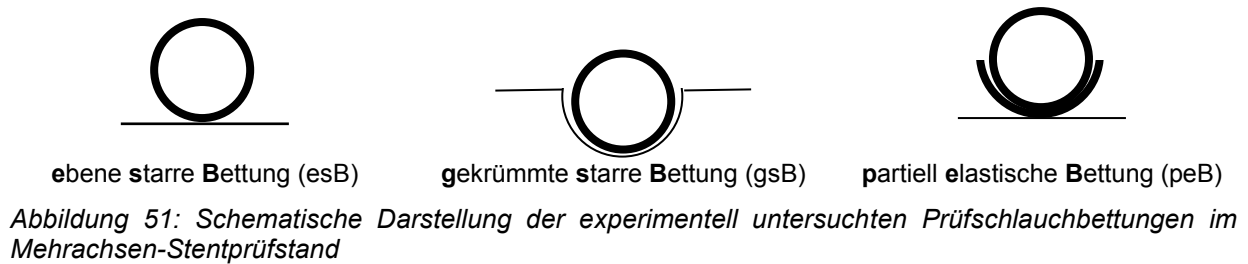 ebene starre Bettung (esB) gekrümmte starre Bettung (gsB) partiell elastische Bettung (peB)
Abbildung 51: Schematische Darstellung der experimentell untersuchten Prüfschlauchbettungen im
Mehrachsen-Stentprüfstand